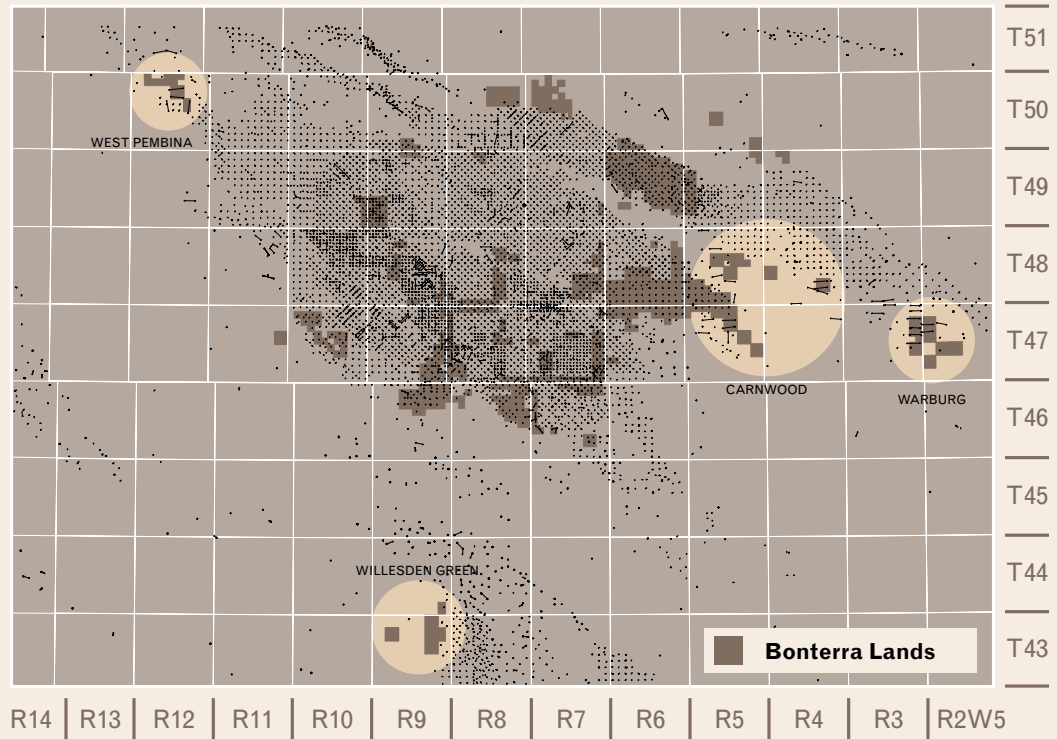 T51
T50
WEST PEMBINA
T49
T48
T47
CARNWOOD
WARBURG
T46
T45
WILLESDEN GREEN
T44
Bonterra Lands
T43
R14 R13 R12 R11 R10 R9 R8 R7 R6 R5 R4 R3 R2W5